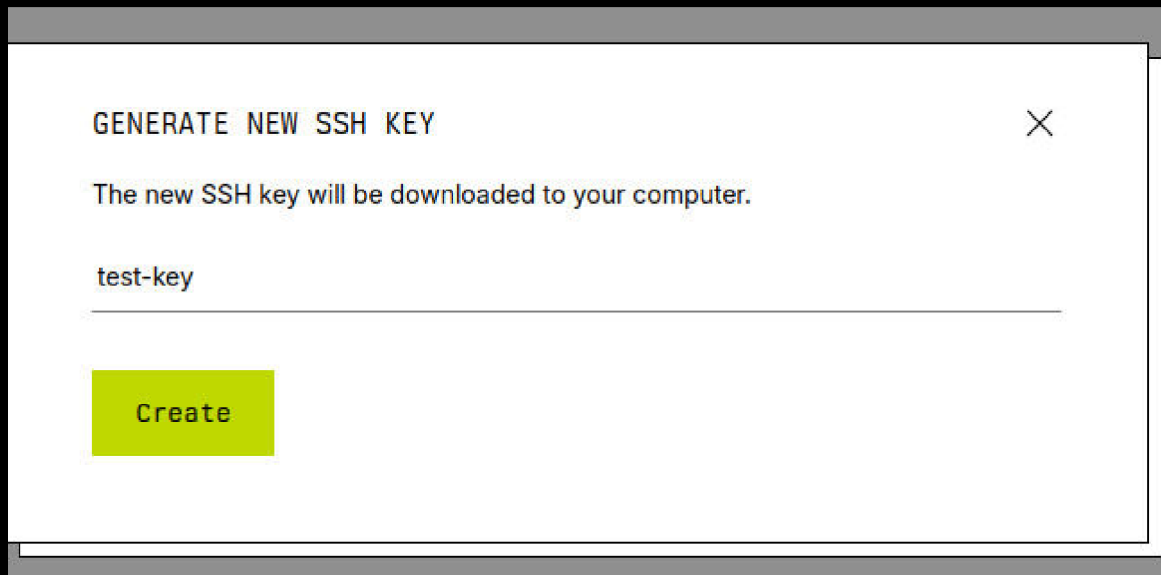 GENERATE NEW SSH KEY
The new SSH key will be downloaded to your computer.
test-key
Create